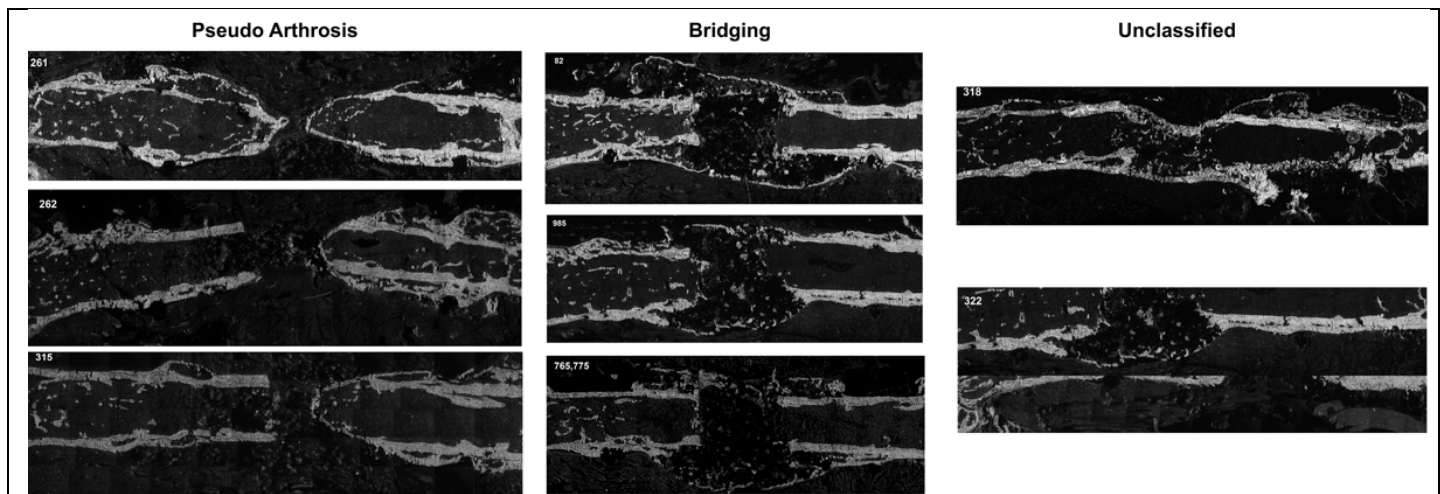 Pseudo Arthrosis
261
262
315
Bridging
82
985
765,775
Unclassified
318
322